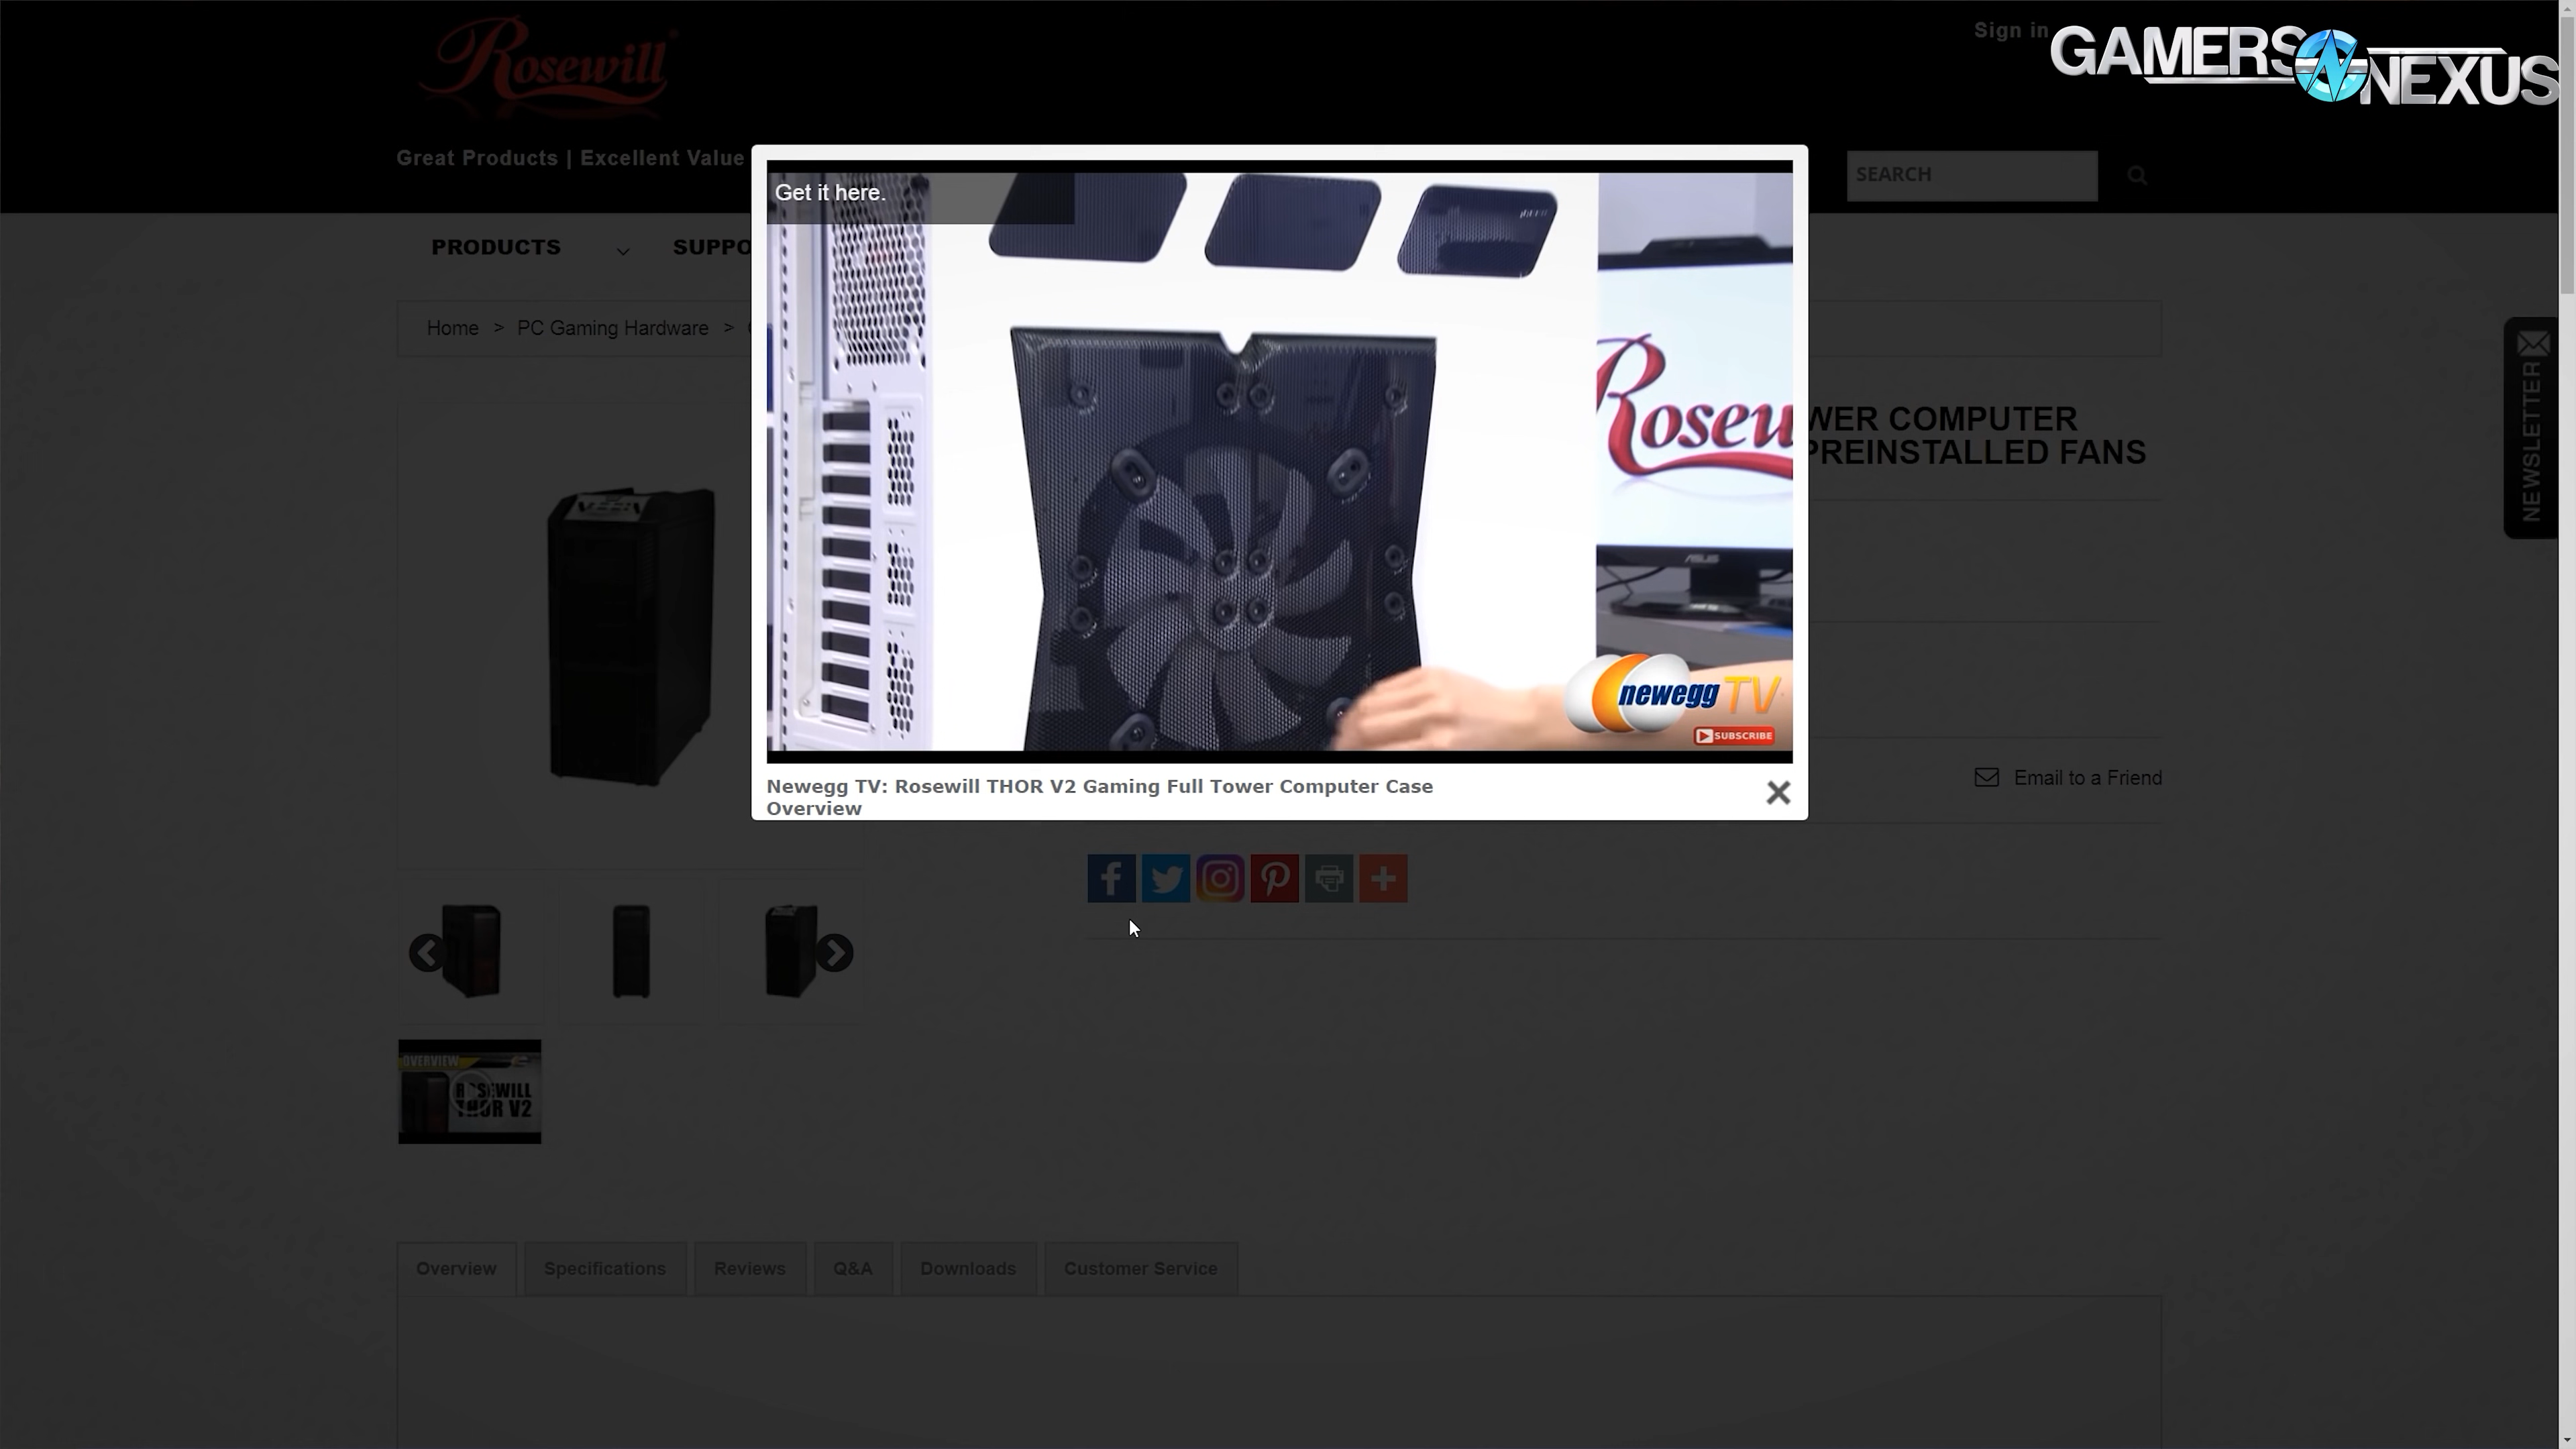 Rosewill
Sign in
GAMERS NEXUS
Great Products | Excellent Value
SEARCH
Get it here.
PRODUCTS
SUPPO
Home > PC Gaming Hardware >
Rosew
WER COMPUTER
PREINSTALLED FANS
NEWSLETTER
ASUS
newegg TV
SUBSCRIBE
Newegg TV: Rosewill THOR V2 Gaming Full Tower Computer Case
Overview
Email to a Friend
OVERVIEW
ROSEWILL
THOR V2
Overview
Specifications
Reviews
Q&A
Downloads
Customer Service